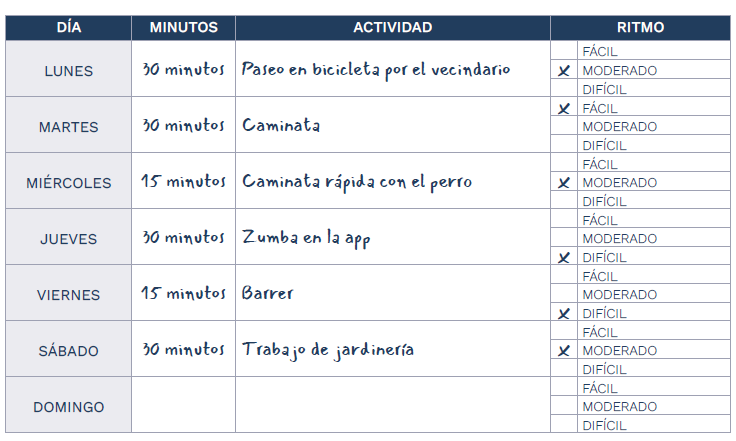 DÍA MINUTOS ACTIVIDAD RITMO
LUNES 30 minutos Paseo en bicicleta por el vecindario
FÁCIL
x MODERADO
DIFÍCIL
MARTES 30 minutos Caminata
x FÁCIL
MODERADO
DIFÍCIL
MIÉRCOLES 15 minutos Caminata rápida con el perro
FÁCIL
x MODERADO
DIFÍCIL
JUEVES 30 minutos Zumba en la app
FÁCIL
MODERADO
x DIFÍCIL
VIERNES 15 minutos Barrer
FÁCIL
MODERADO
x DIFÍCIL
SÁBADO 30 minutos Trabajo de jardinería
FÁCIL
x MODERADO
DIFÍCIL
DOMINGO
FÁCIL
MODERADO
DIFÍCIL